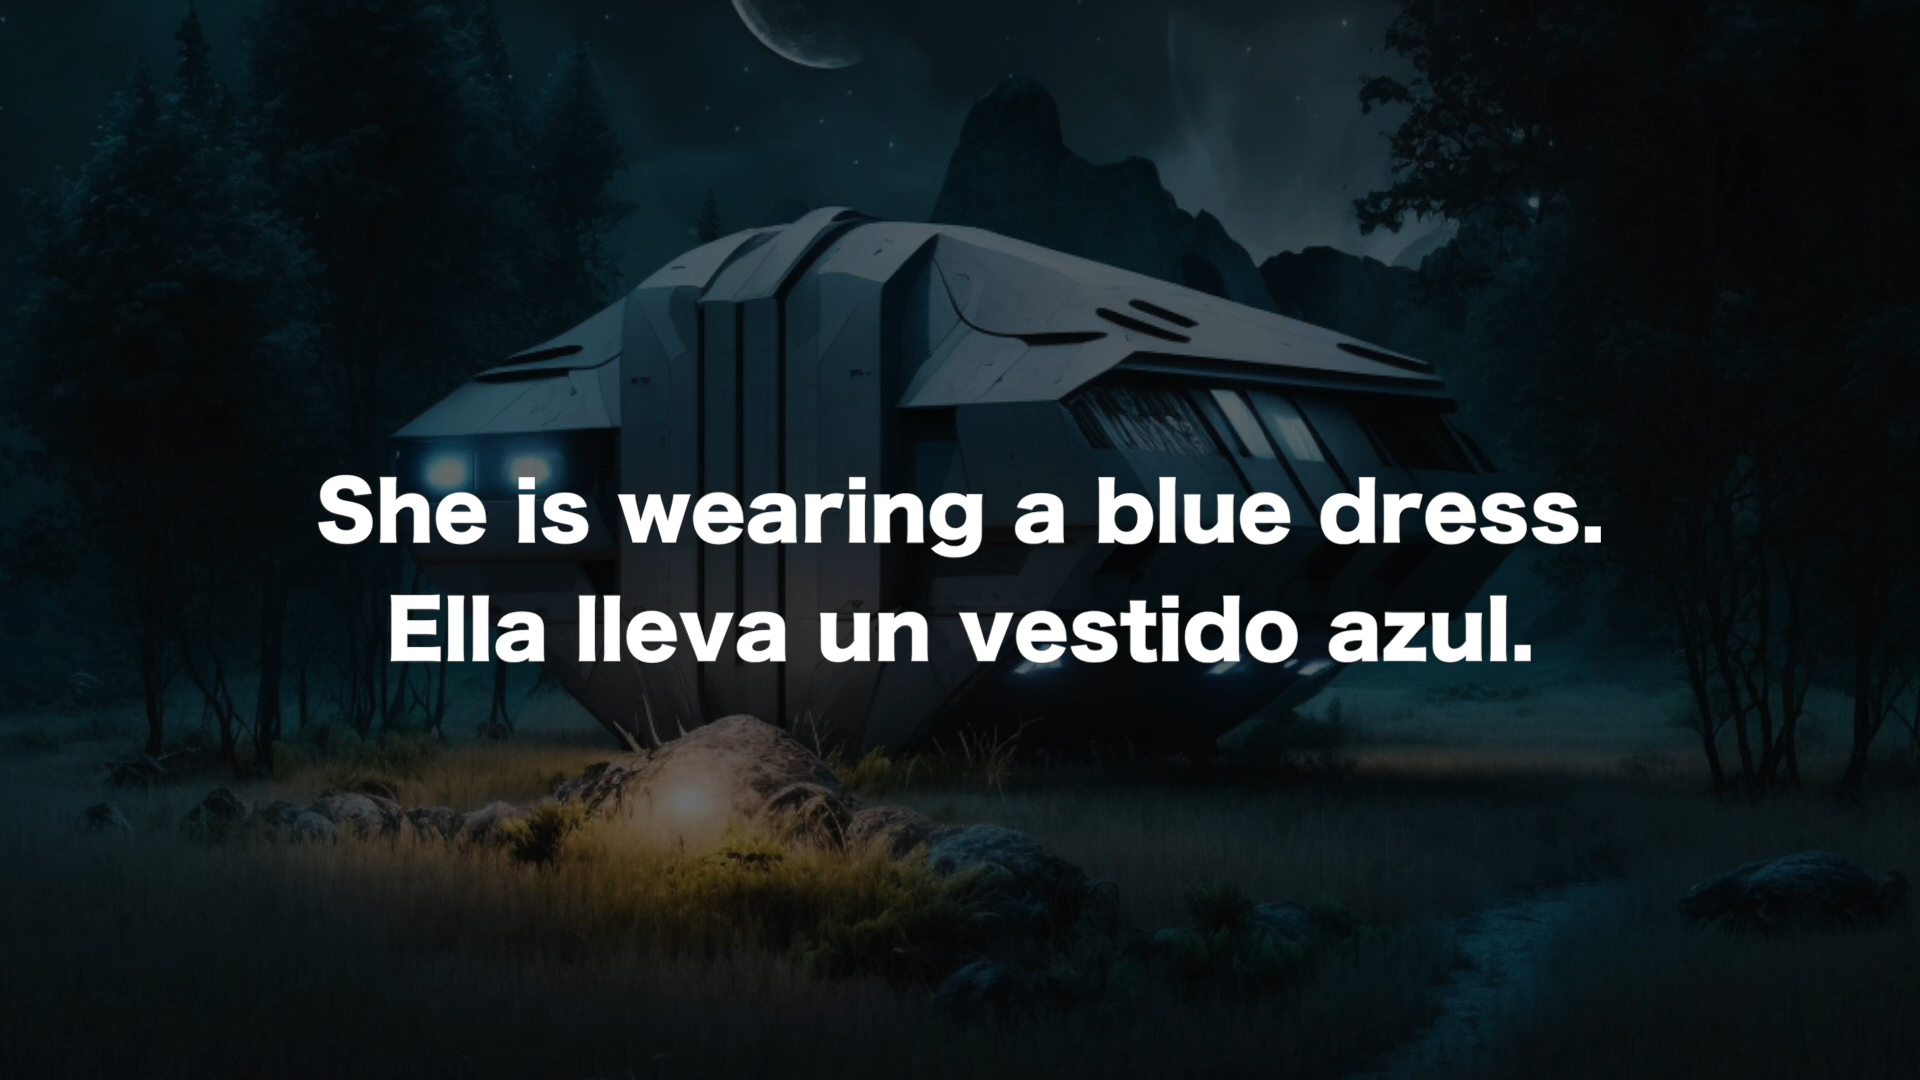 She is wearing a blue dress.
Ella lleva un vestido azul.